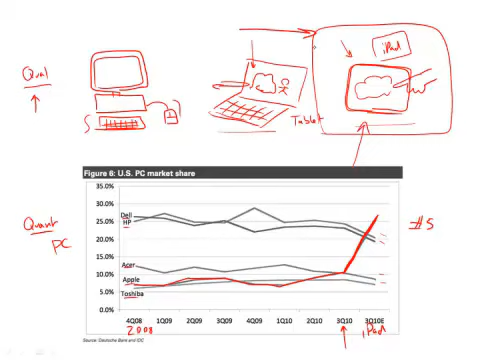 Qual
iPad
Tablet
Figure 6: U.S. PC market share
35.0%
30.0%
25.0%
20.0%
15.0%
10.0%
5.0%
0.0%
Dell
HP
Acer
Apple
Toshiba
4Q08 1Q09 2Q09 3Q09 4Q09 1Q10 2Q10 3Q10 3Q10E
Quant
PC
#s
2008
iPad
Source: Deutsche Bank and IDC